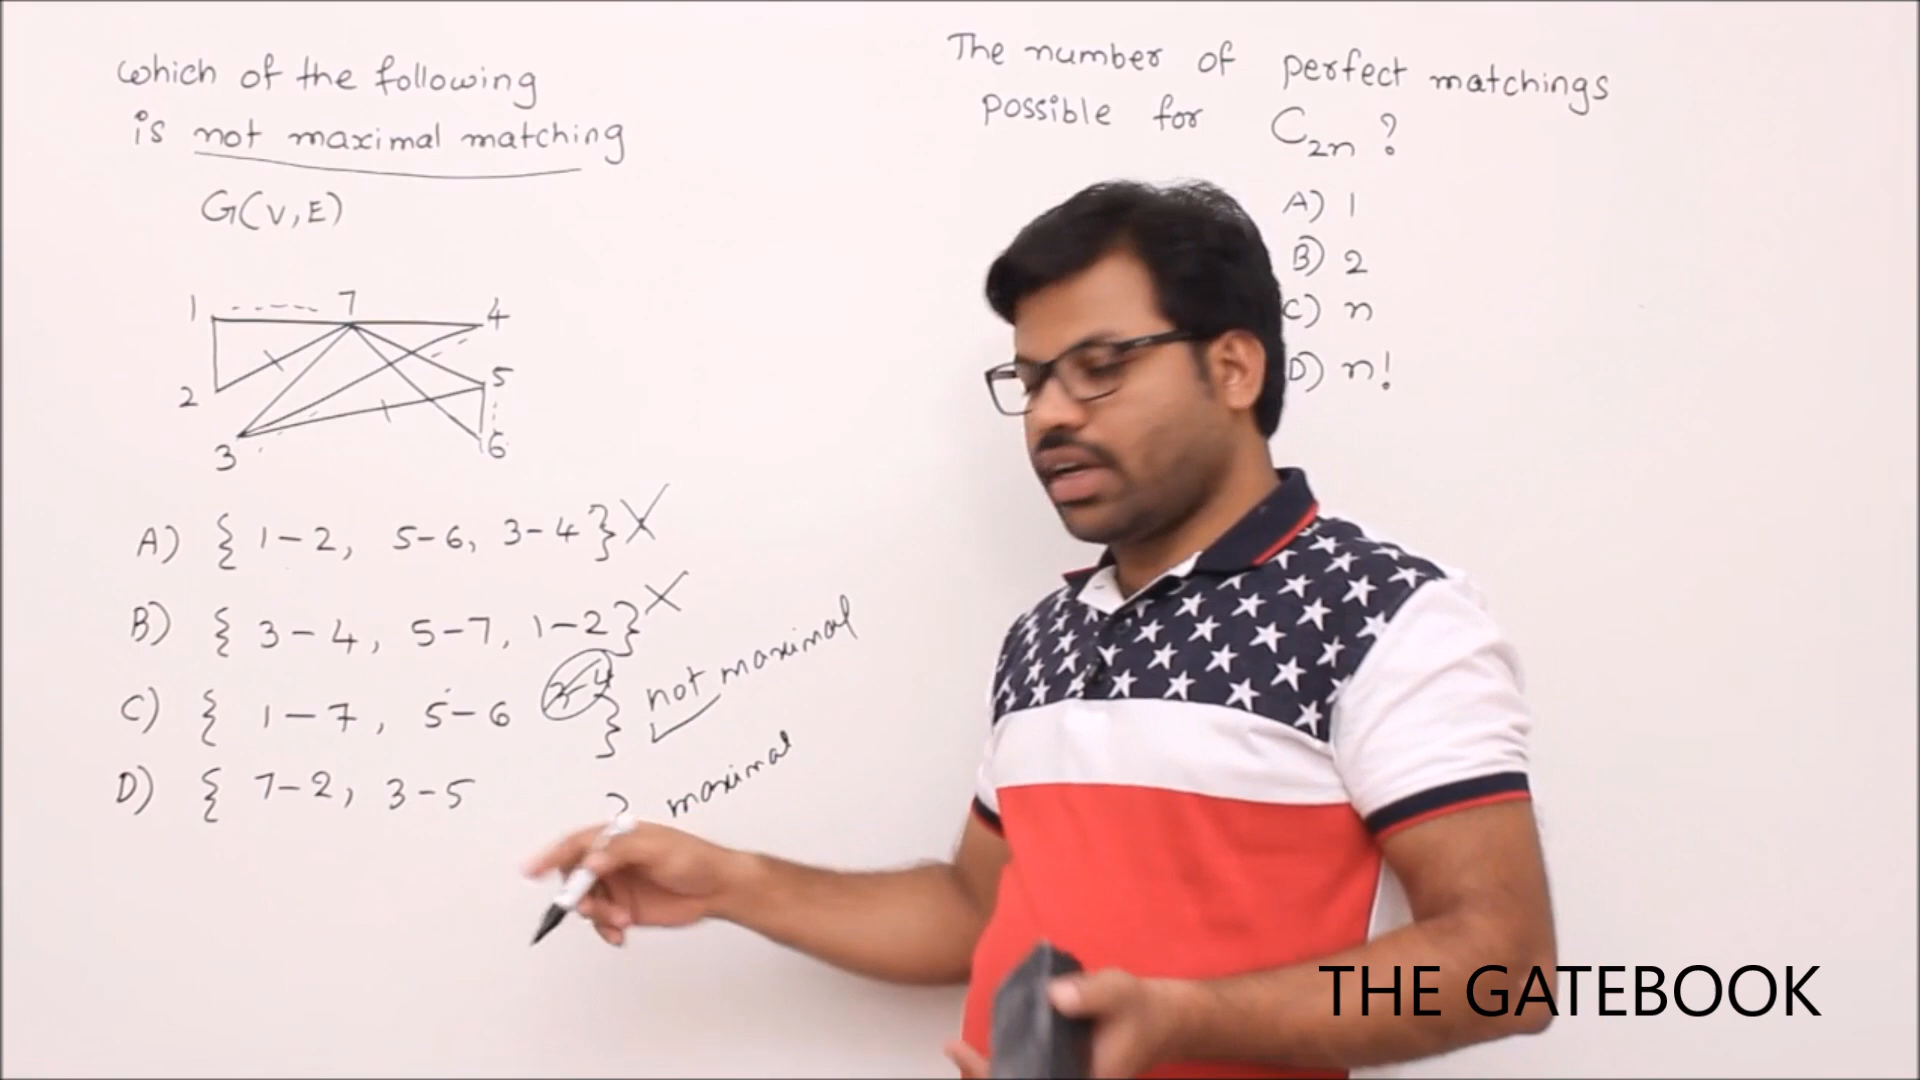 which of the following
is not maximal matching
G(V,E)
1 7 4
5
2
3 6
A) { 1-2, 5-6, 3-4 }
B) { 3-4, 5-7, 1-2 }
C) { 1-7, 5-6 3-4 } not maximal
D) { 7-2, 3-5 } maximal
The number of perfect matchings
possible for C2n ?
A) 1
B) 2
C) n
D) n!
THE GATEBOOK